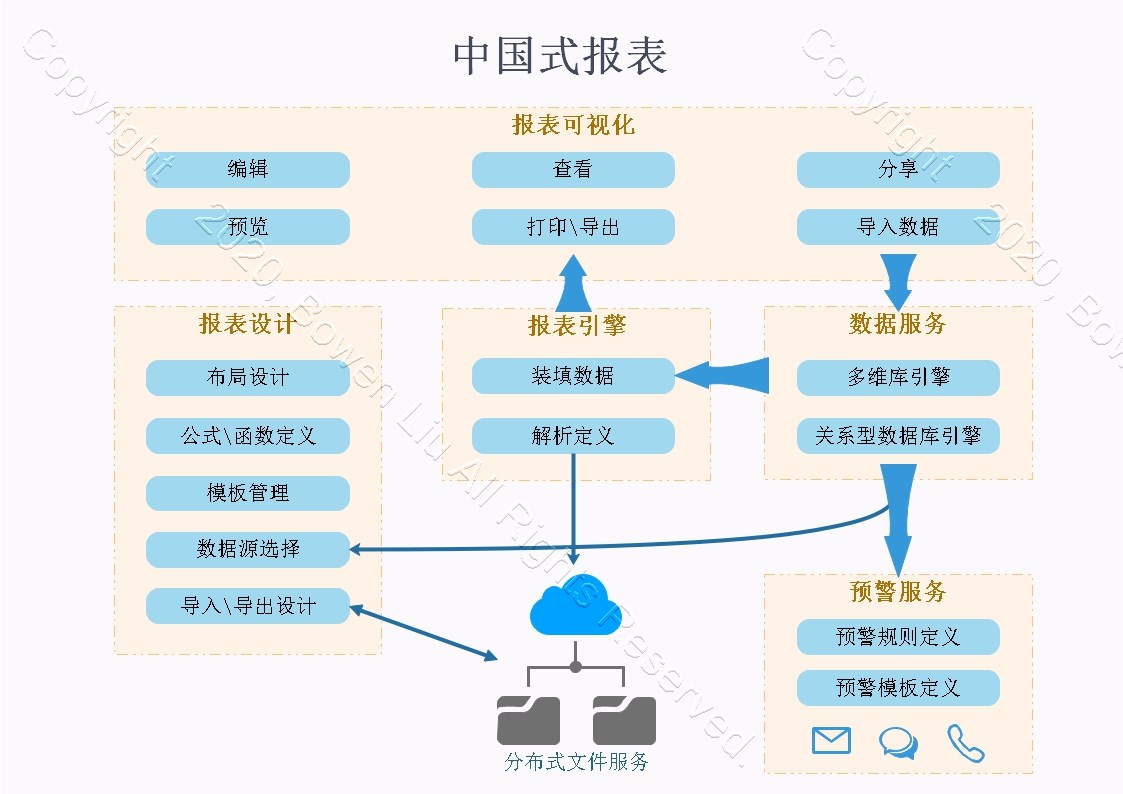 中国式报表
报表可视化
编辑
查看
分享
预览
打印\导出
导入数据
报表设计
布局设计
公式\函数定义
模板管理
数据源选择
导入\导出设计
报表引擎
装填数据
解析定义
数据服务
多维库引擎
关系型数据库引擎
预警服务
预警规则定义
预警模板定义
分布式文件服务
Copyright 2020, Bowen Liu All Rights Reserved.
Copyright 2020, Bow